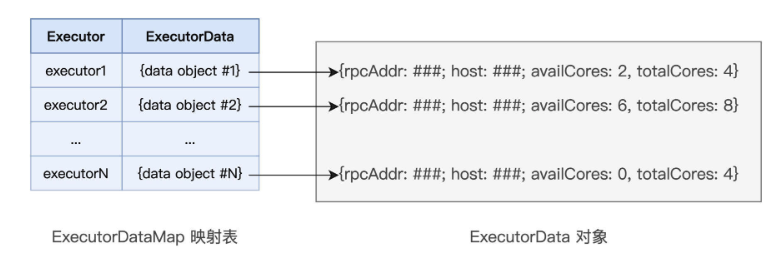 Executor ExecutorData
executor1 {data object #1} {rpcAddr: ###; host: ###; availCores: 2, totalCores: 4}
executor2 {data object #2} {rpcAddr: ###; host: ###; availCores: 6, totalCores: 8}
... ...
executorN {data object #N} {rpcAddr: ###; host: ###; availCores: 0, totalCores: 4}
ExecutorDataMap 映射表 ExecutorData 对象